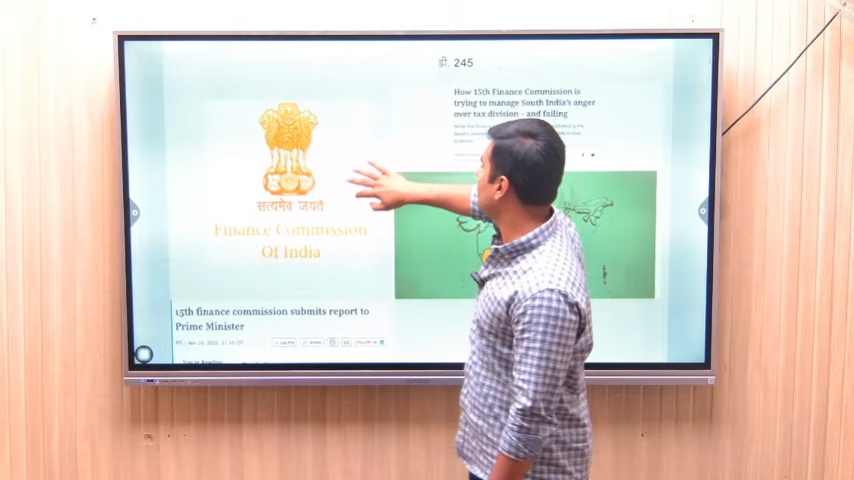 डी. 245
How 15th Finance Commission is
trying to manage South India's anger
over tax division - and failing
सत्यमेव जयते
Finance Commission
Of India
15th finance commission submits report to
Prime Minister